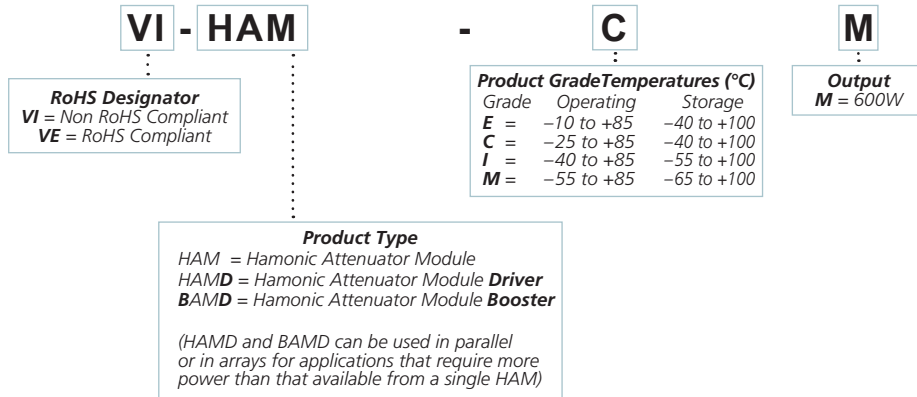 VI - HAM - C M
RoHS Designator
VI = Non RoHS Compliant
VE = RoHS Compliant
Product GradeTemperatures (°C)
Grade Operating Storage
E = –10 to +85 –40 to +100
C = –25 to +85 –40 to +100
I = –40 to +85 –55 to +100
M = –55 to +85 –65 to +100
Output
M = 600W
Product Type
HAM = Hamonic Attenuator Module
HAMD = Hamonic Attenuator Module Driver
BAMD = Hamonic Attenuator Module Booster
(HAMD and BAMD can be used in parallel
or in arrays for applications that require more
power than that available from a single HAM)